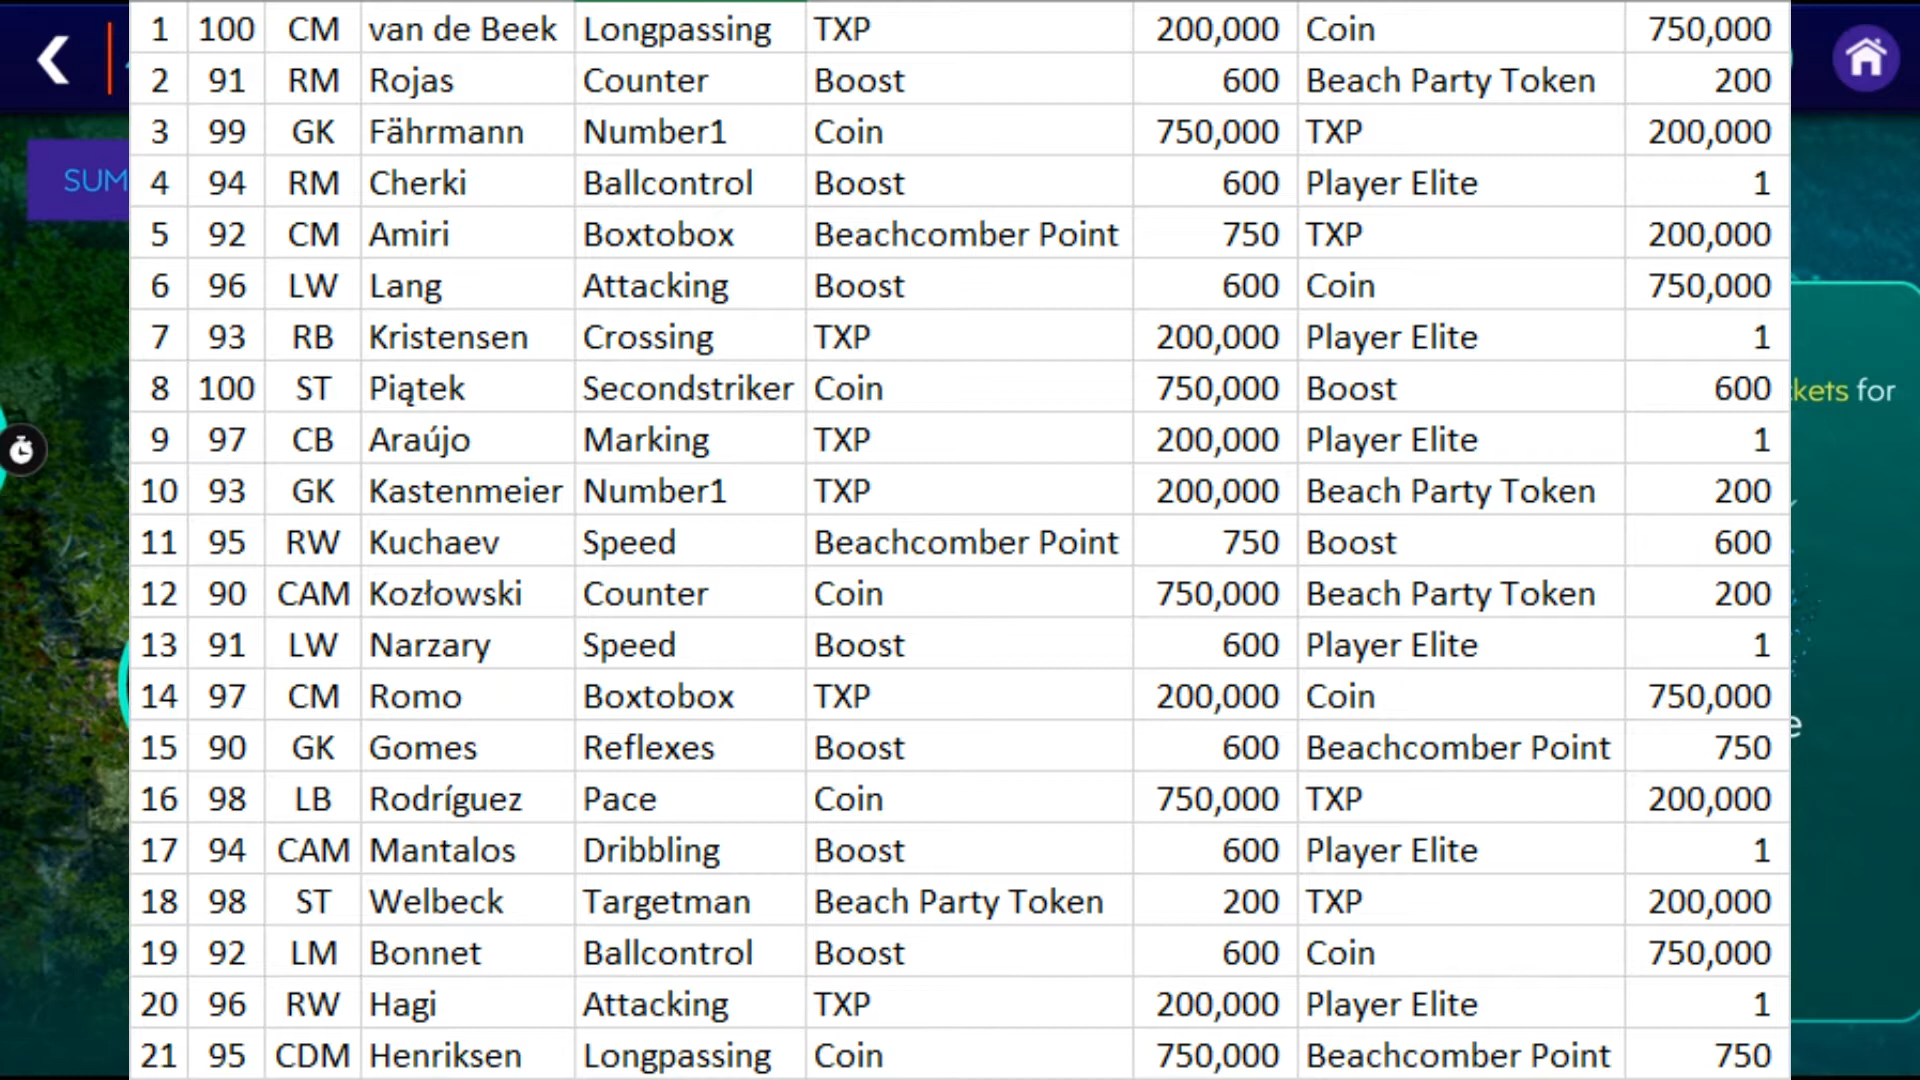 1 100 CM van de Beek Longpassing TXP 200,000 Coin 750,000
2 91 RM Rojas Counter Boost 600 Beach Party Token 200
3 99 GK Fährmann Number1 Coin 750,000 TXP 200,000
SUM 4 94 RM Cherki Ballcontrol Boost 600 Player Elite 1
5 92 CM Amiri Boxtobox Beachcomber Point 750 TXP 200,000
6 96 LW Lang Attacking Boost 600 Coin 750,000
7 93 RB Kristensen Crossing TXP 200,000 Player Elite 1
8 100 ST Piątek Secondstriker Coin 750,000 Boost 600 kets for
9 97 CB Araújo Marking TXP 200,000 Player Elite 1
10 93 GK Kastenmeier Number1 TXP 200,000 Beach Party Token 200
11 95 RW Kuchaev Speed Beachcomber Point 750 Boost 600
12 90 CAM Kozłowski Counter Coin 750,000 Beach Party Token 200
13 91 LW Narzary Speed Boost 600 Player Elite 1
14 97 CM Romo Boxtobox TXP 200,000 Coin 750,000
15 90 GK Gomes Reflexes Boost 600 Beachcomber Point 750
16 98 LB Rodríguez Pace Coin 750,000 TXP 200,000
17 94 CAM Mantalos Dribbling Boost 600 Player Elite 1
18 98 ST Welbeck Targetman Beach Party Token 200 TXP 200,000
19 92 LM Bonnet Ballcontrol Boost 600 Coin 750,000
20 96 RW Hagi Attacking TXP 200,000 Player Elite 1
21 95 CDM Henriksen Longpassing Coin 750,000 Beachcomber Point 750